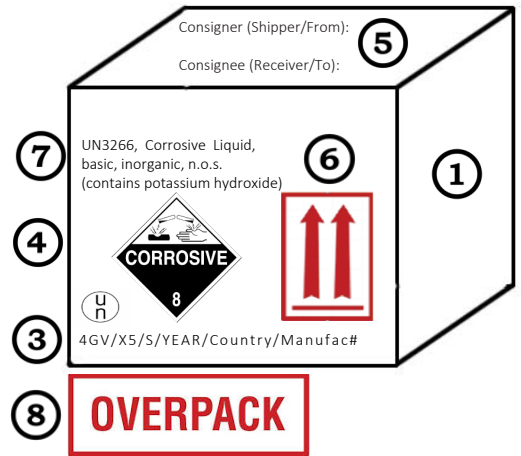 Consigner (Shipper/From):
5
Consignee (Receiver/To):
7
UN3266, Corrosive Liquid,
basic, inorganic, n.o.s.
(contains potassium hydroxide)
6
1
4
CORROSIVE
8
u
n
3
4GV/X5/S/YEAR/Country/Manufac#
8
OVERPACK